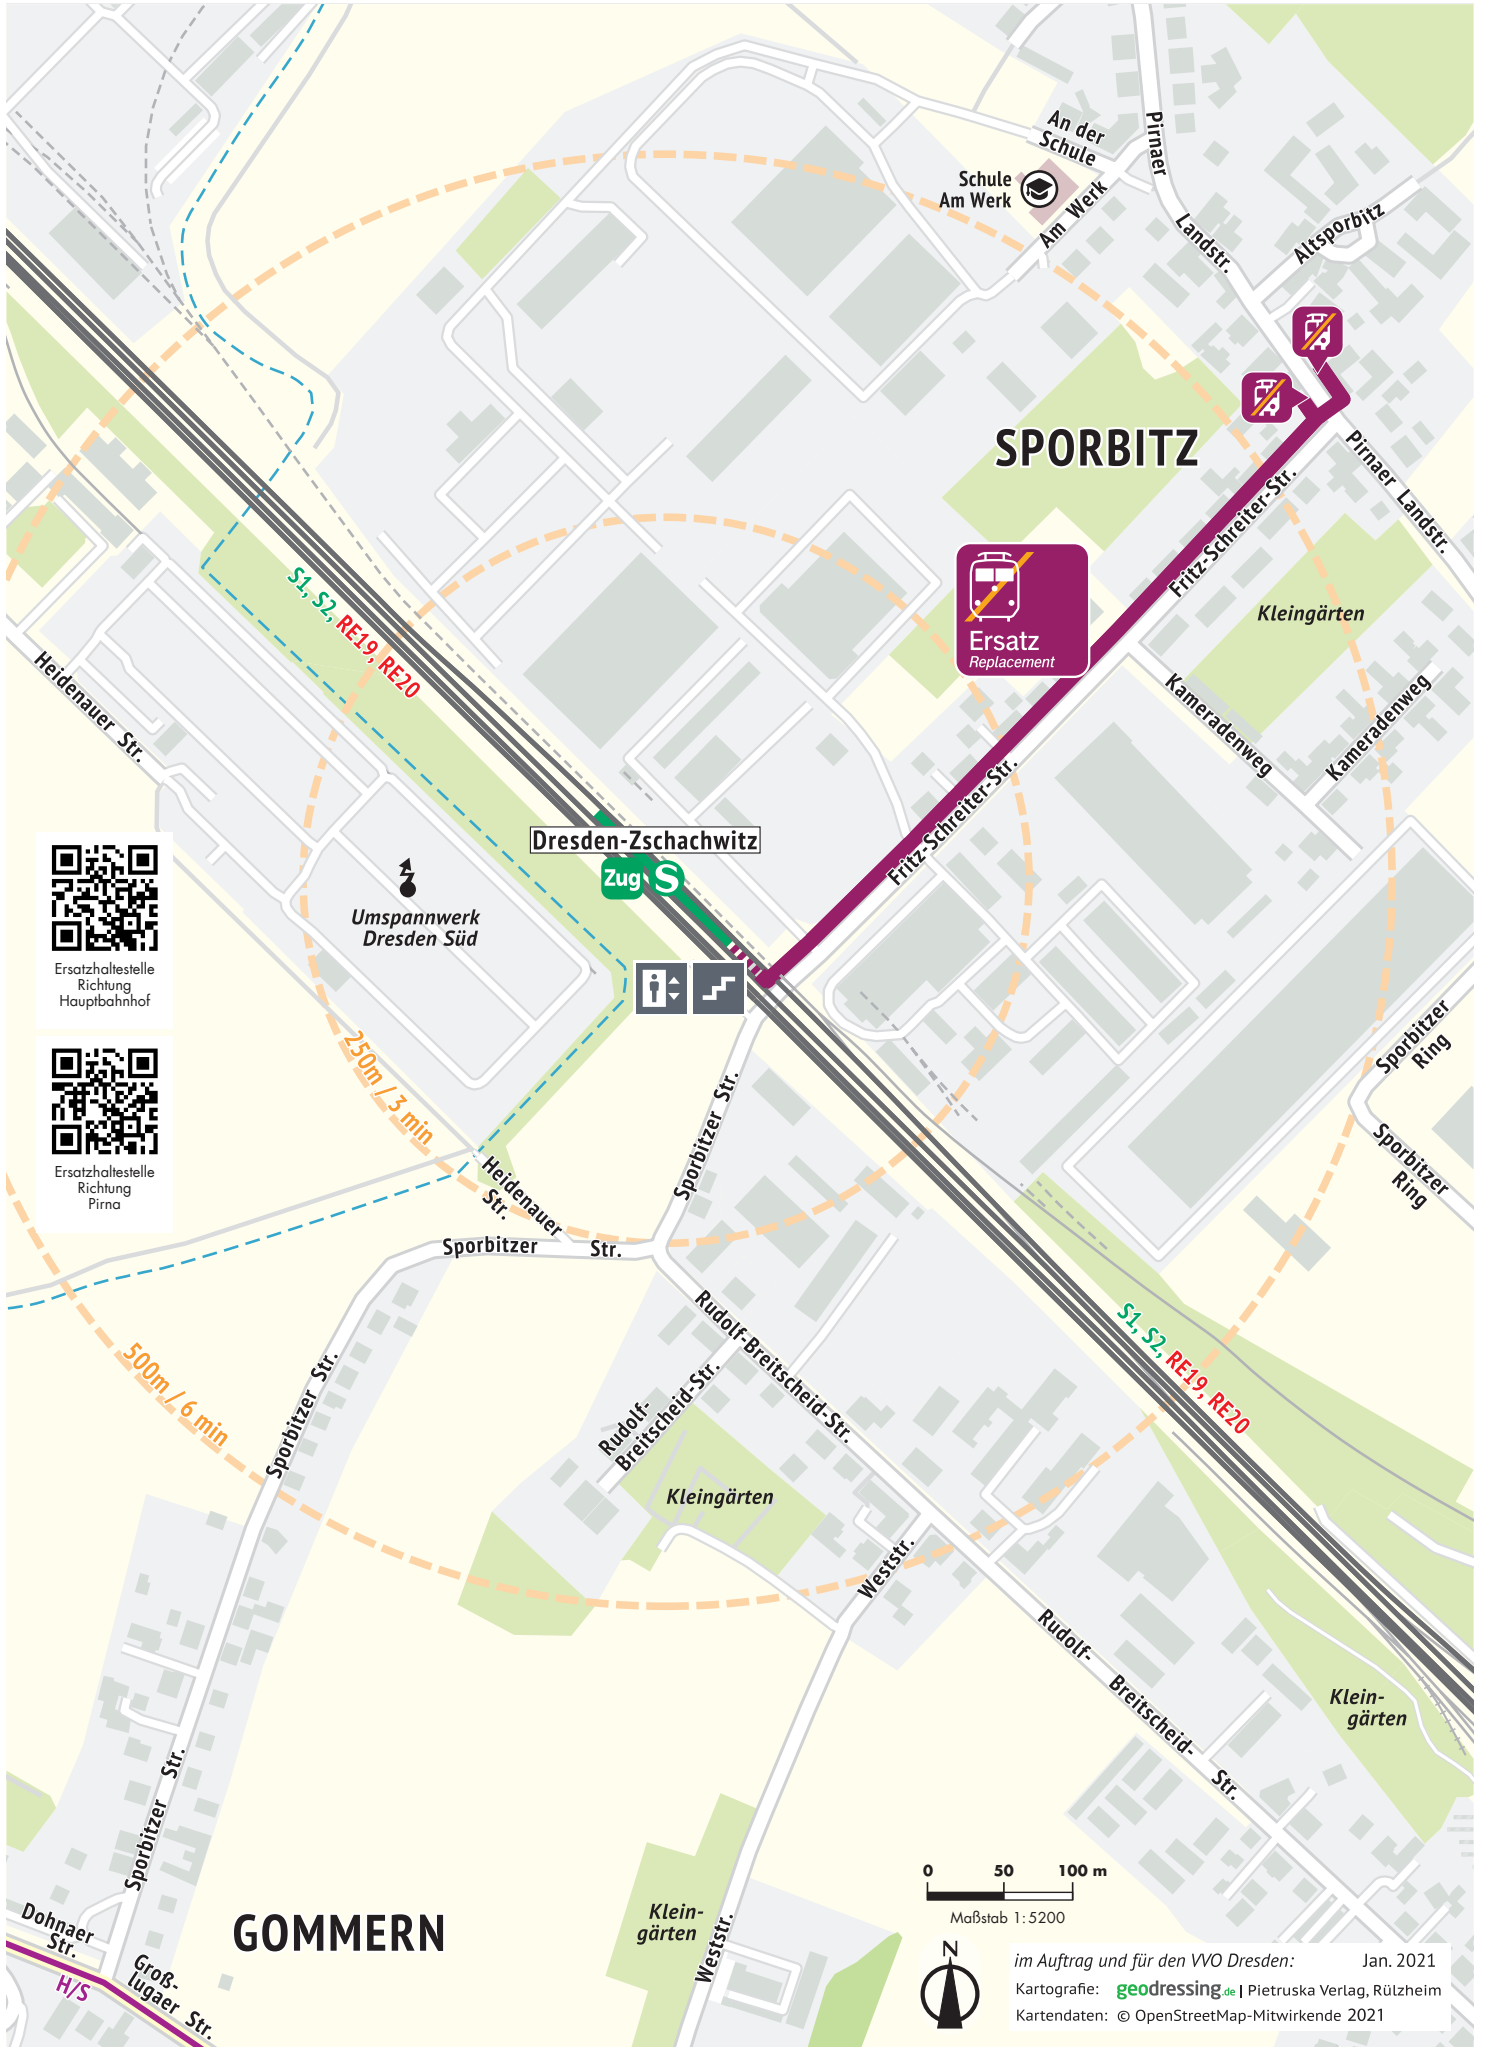 An der
Schule
Pirnaer
Schule
Am Werk
Am Werk
Landstr.
Altsporbitz
SPORBITZ
Pirnaer Landstr.
Fritz-Schreiter-Str.
Kleingärten
Ersatz
Replacement
S1, S2, RE19, RE20
Heidenauer Str.
Kameradenweg
Kameradenweg
Fritz-Schreiter-Str.
Dresden-Zschachwitz
Zug S
Umspannwerk
Dresden Süd
Ersatzhaltestelle
Richtung
Hauptbahnhof
Ersatzhaltestelle
Richtung
Pirna
250m / 3 min
Sporbitzer
Ring
Sporbitzer
Ring
Sporbitzer Str.
Heidenauer
Str.
Sporbitzer Str.
500m / 6 min
Sporbitzer Str.
Rudolf-Breitscheid-Str.
Rudolf-
Breitscheid-Str.
S1, S2, RE19, RE20
Kleingärten
Weststr.
Rudolf- Breitscheid- Str.
Klein-
gärten
Sporbitzer Str.
Klein-
gärten
Weststr.
GOMMERN
Dohnaer
Str.
H/S
Groß-
lugaer Str.
0 50 100 m
Maßstab 1:5200
N
im Auftrag und für den VVO Dresden: Jan. 2021
Kartografie: geodressing.de | Pietruska Verlag, Rülzheim
Kartendaten: © OpenStreetMap-Mitwirkende 2021